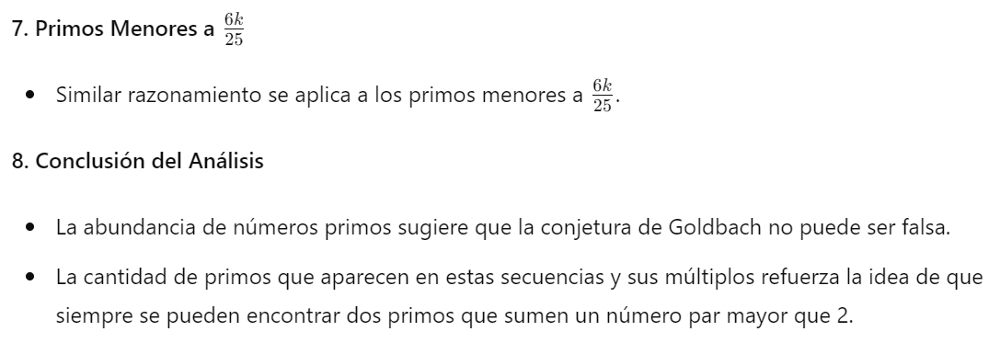 7. Primos Menores a 6k/25
• Similar razonamiento se aplica a los primos menores a 6k/25.
8. Conclusión del Análisis
• La abundancia de números primos sugiere que la conjetura de Goldbach no puede ser falsa.
• La cantidad de primos que aparecen en estas secuencias y sus múltiplos refuerza la idea de que
siempre se pueden encontrar dos primos que sumen un número par mayor que 2.